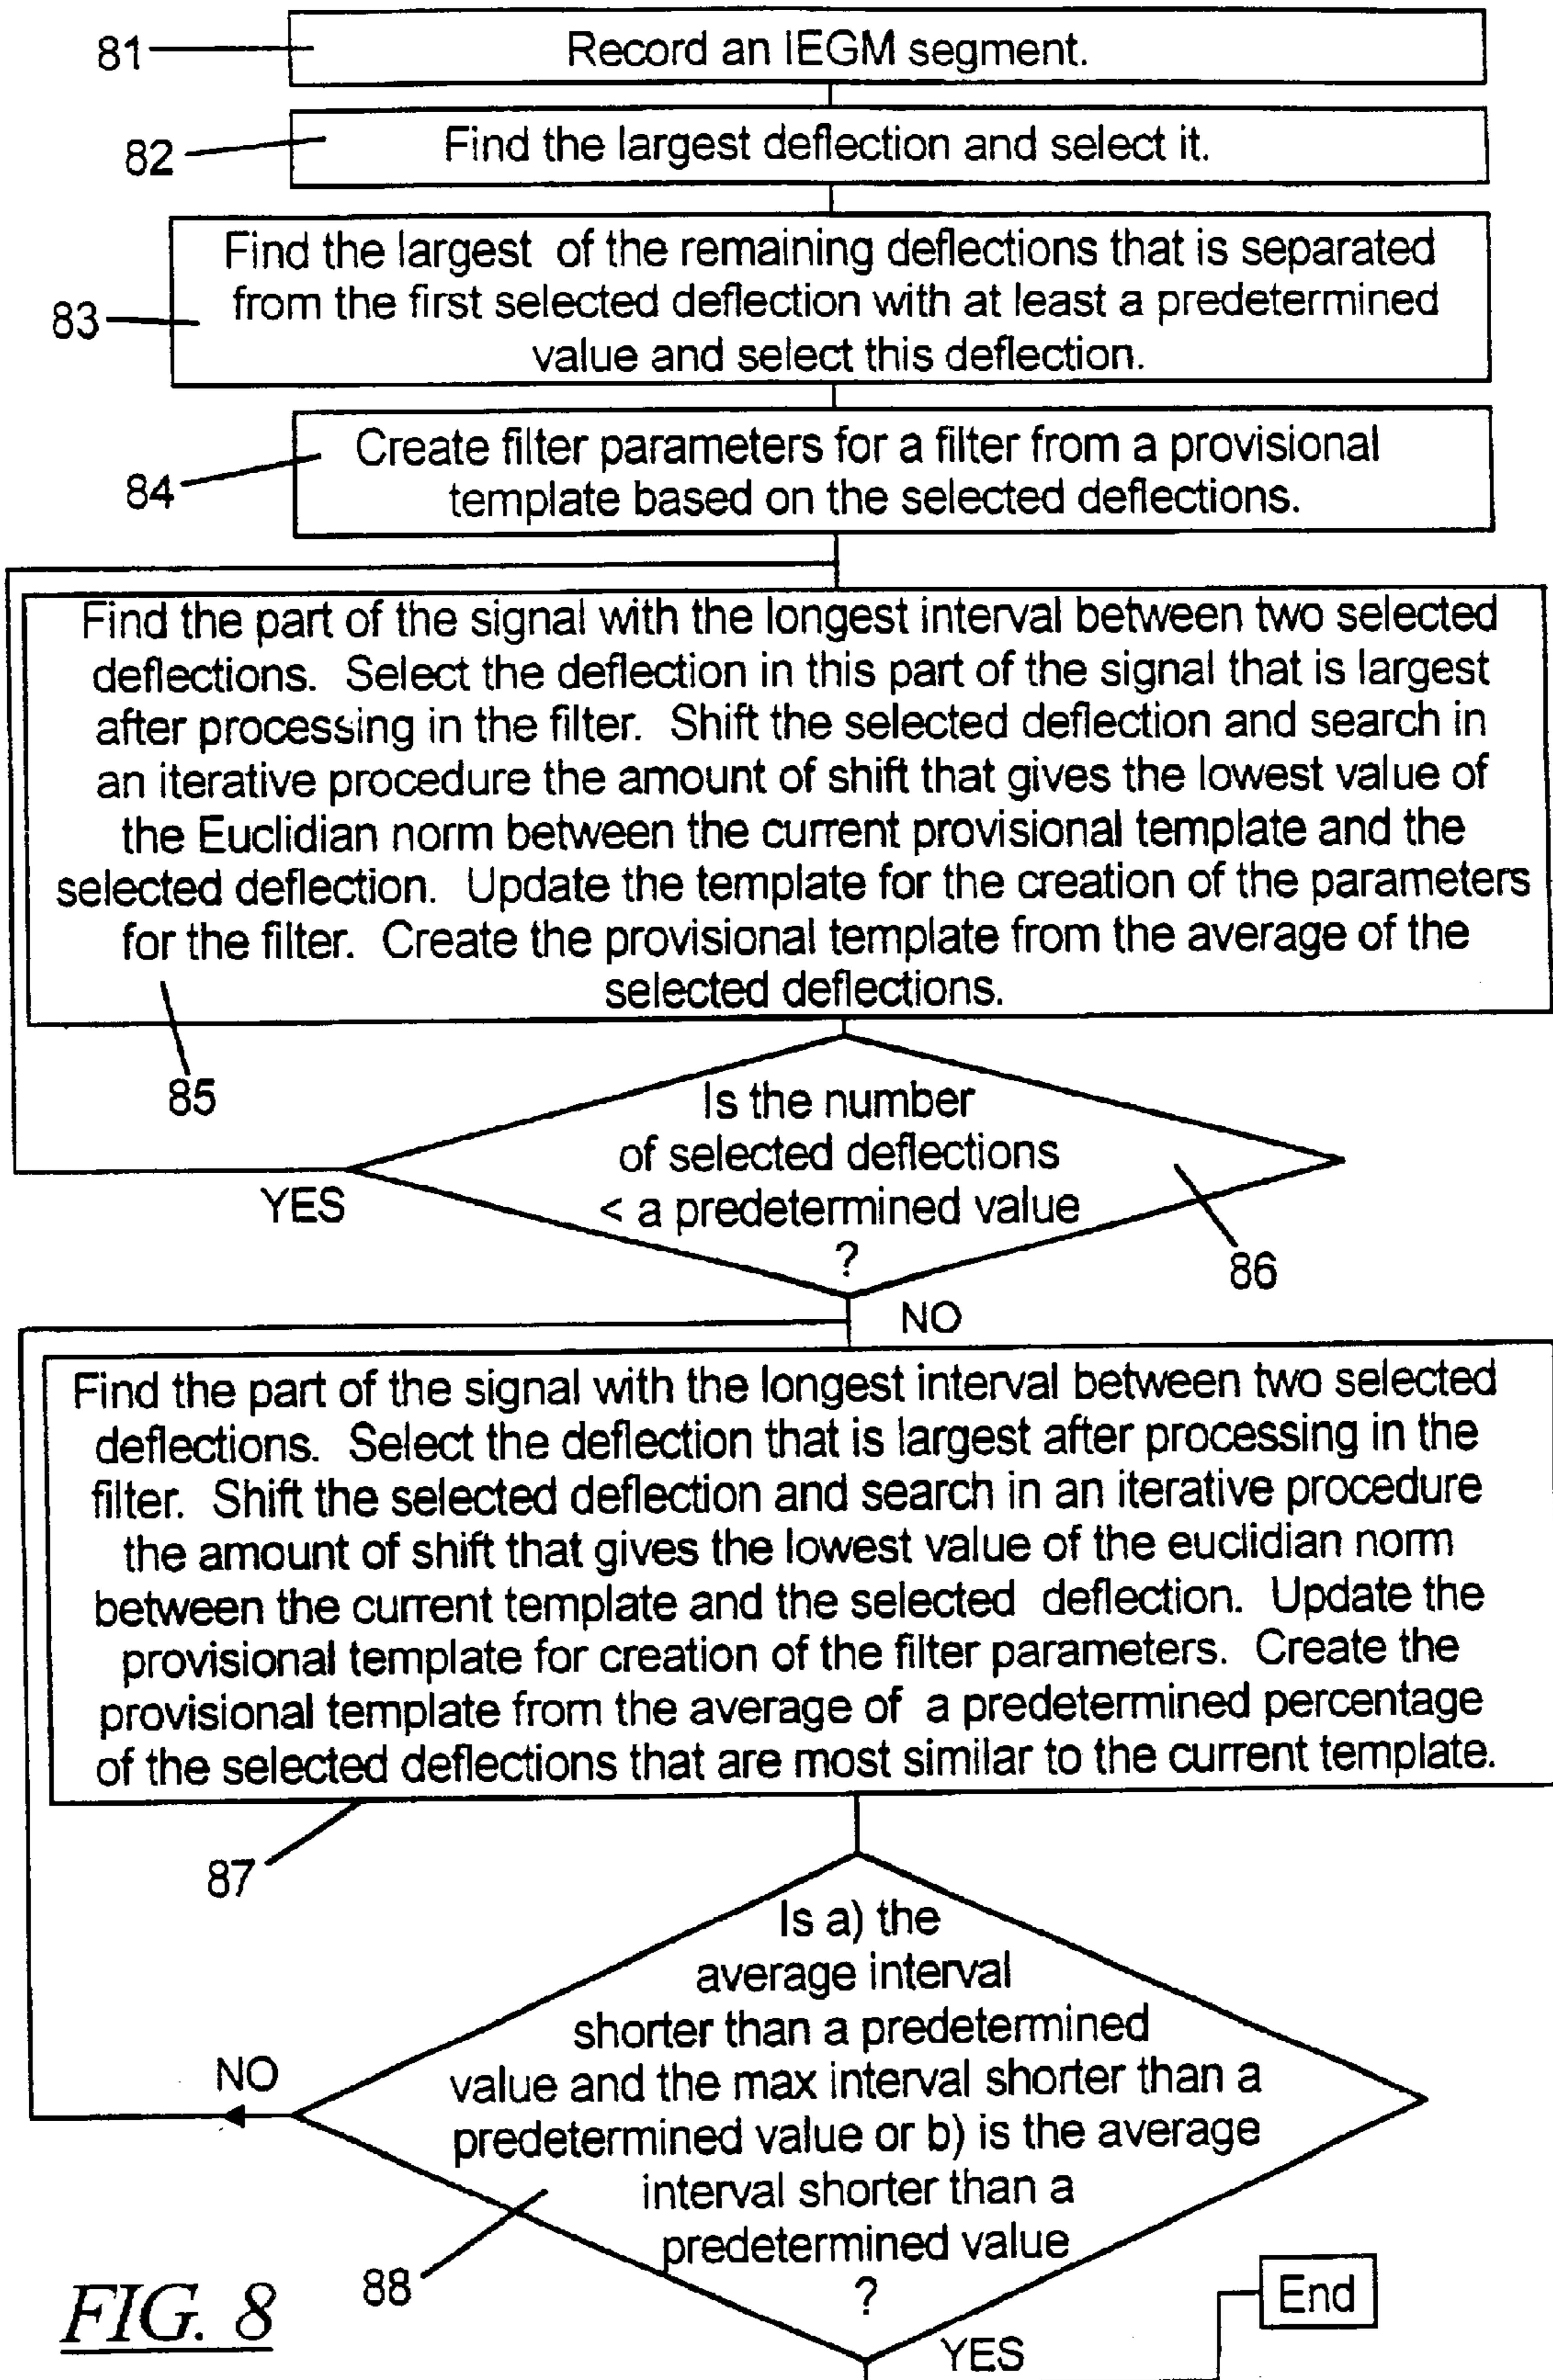 81
Record an IEGM segment.
82
Find the largest deflection and select it.
83
Find the largest of the remaining deflections that is separated
from the first selected deflection with at least a predetermined
value and select this deflection.
84
Create filter parameters for a filter from a provisional
template based on the selected deflections.
Find the part of the signal with the longest interval between two selected
deflections. Select the deflection in this part of the signal that is largest
after processing in the filter. Shift the selected deflection and search in
an iterative procedure the amount of shift that gives the lowest value of
the Euclidian norm between the current provisional template and the
selected deflection. Update the template for the creation of the parameters
for the filter. Create the provisional template from the average of the
selected deflections.
85
Is the number
of selected deflections
< a predetermined value
?
YES
86
NO
Find the part of the signal with the longest interval between two selected
deflections. Select the deflection that is largest after processing in the
filter. Shift the selected deflection and search in an iterative procedure
the amount of shift that gives the lowest value of the euclidian norm
between the current template and the selected deflection. Update the
provisional template for creation of the filter parameters. Create the
provisional template from the average of a predetermined percentage
of the selected deflections that are most similar to the current template.
87
Is a) the
average interval
shorter than a predetermined
value and the max interval shorter than a
predetermined value or b) is the average
interval shorter than a
predetermined value
?
NO
88
End
YES
FIG. 8